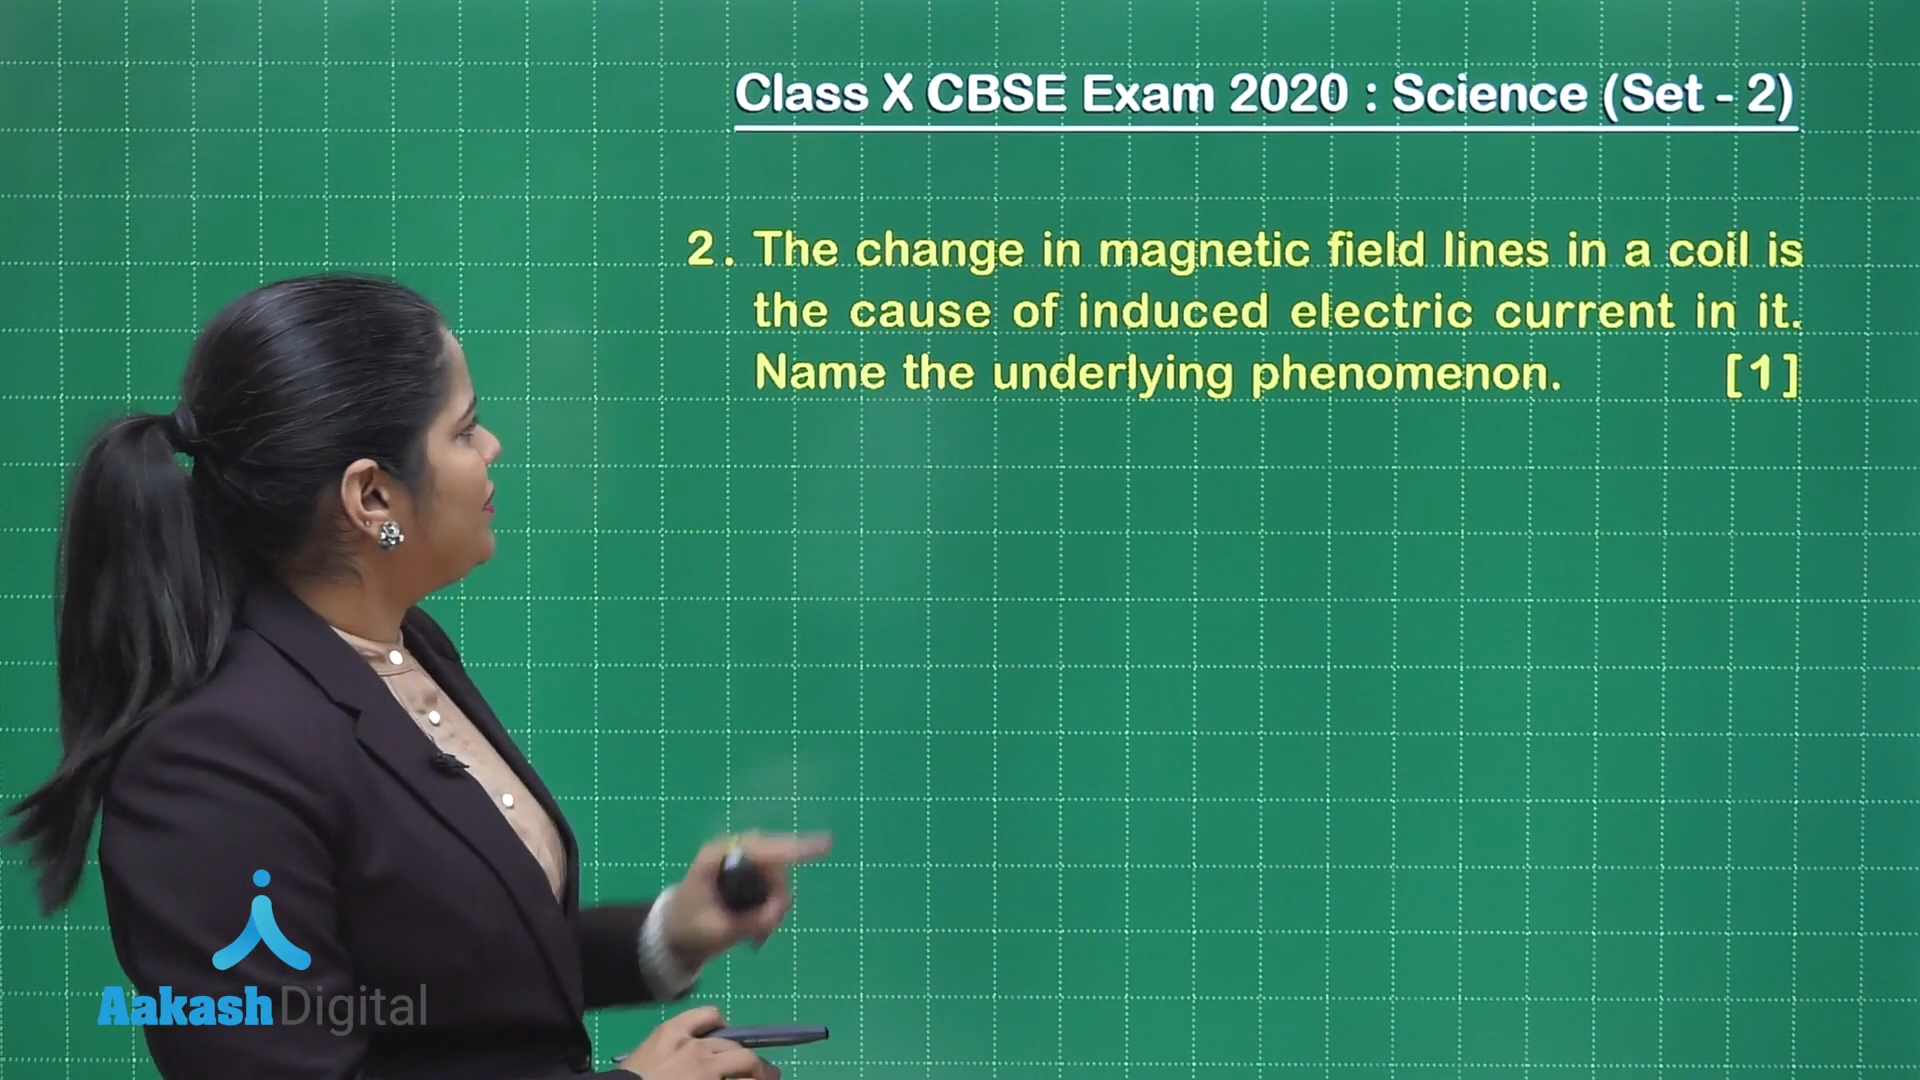 Class X CBSE Exam 2020 : Science (Set - 2)
2. The change in magnetic field lines in a coil is
the cause of induced electric current in it.
Name the underlying phenomenon. [1]
Aakash Digital